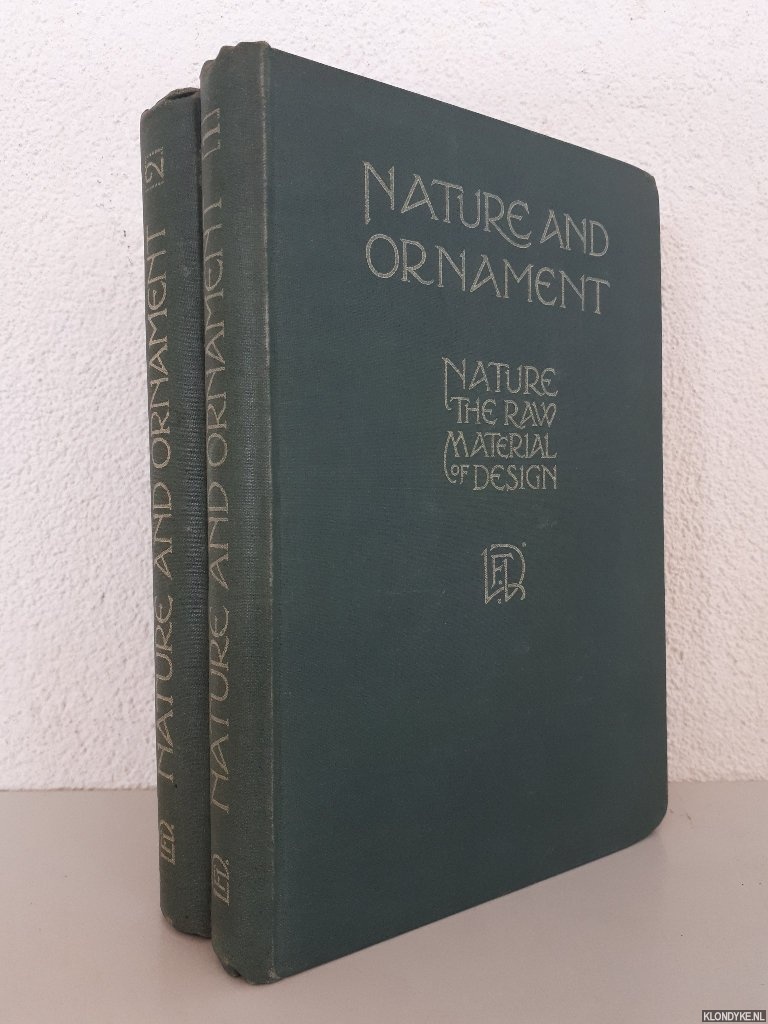 NATURE AND
ORNAMENT
NATURE
THE RAW
MATERIAL
OF DESIGN
LFD
NATURE AND ORNAMENT |1|
LFD.
NATURE AND ORNAMENT |2|
LFD.
KLONDYKE.NL